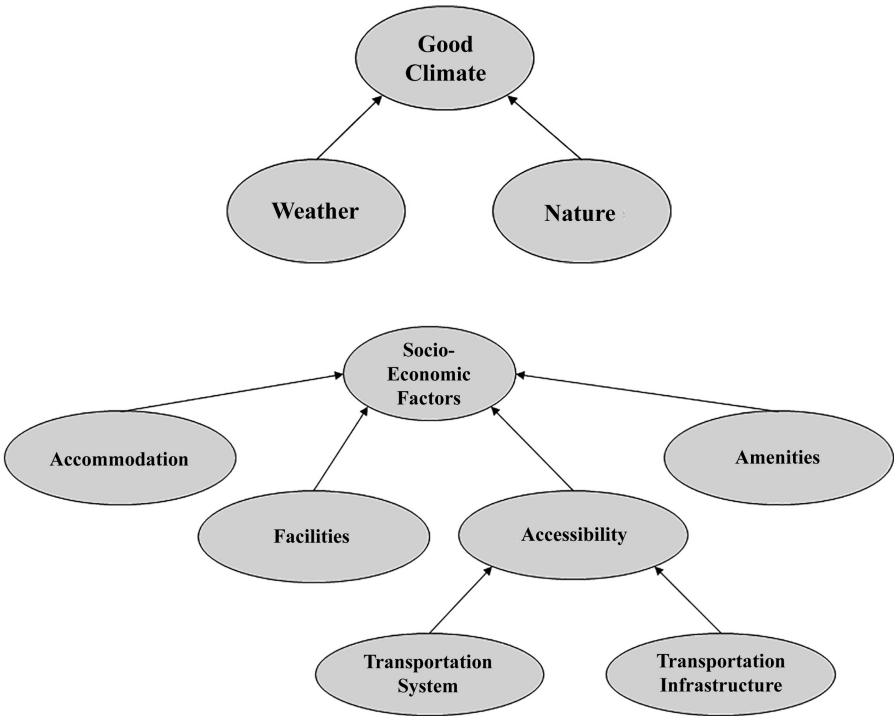 Good
Climate
Weather
Nature
Socio-
Economic
Factors
Accommodation
Amenities
Facilities
Accessibility
Transportation
System
Transportation
Infrastructure